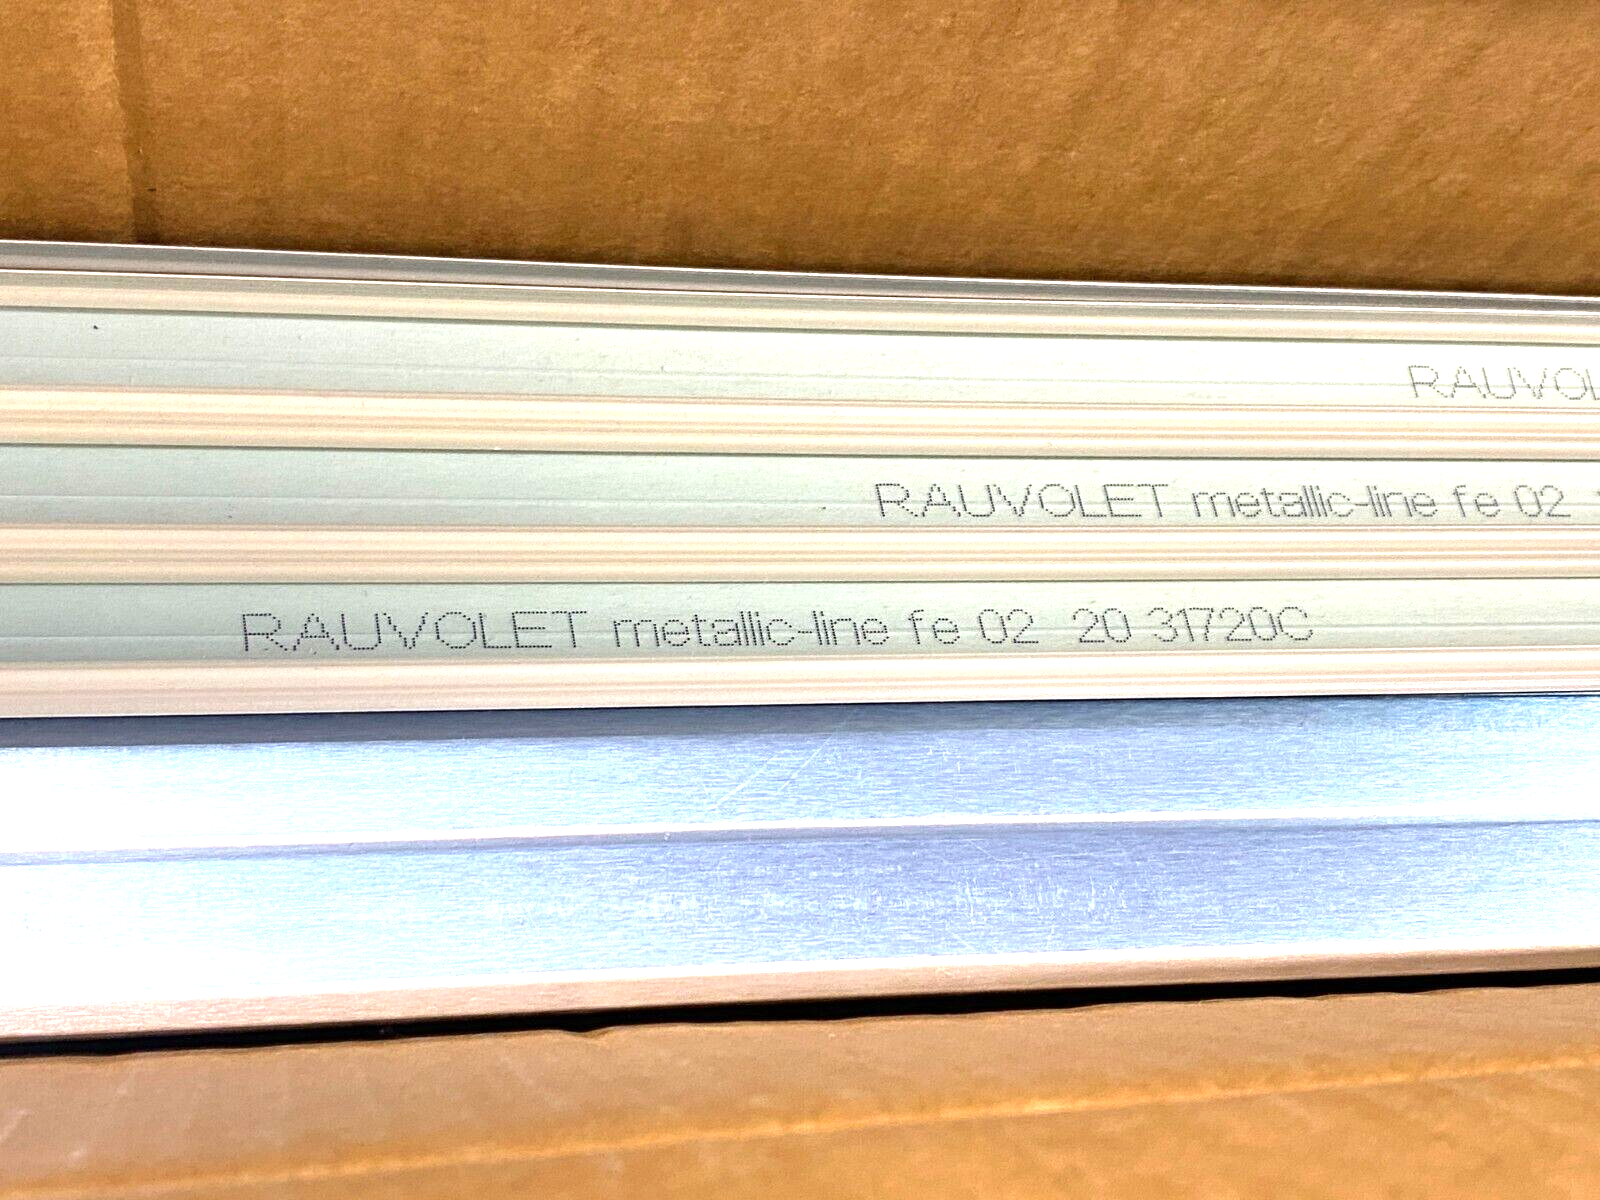 RAUVOL
RAUVOLET metallic-line fe 02
RAUVOLET metallic-line fe 02 20 31720C